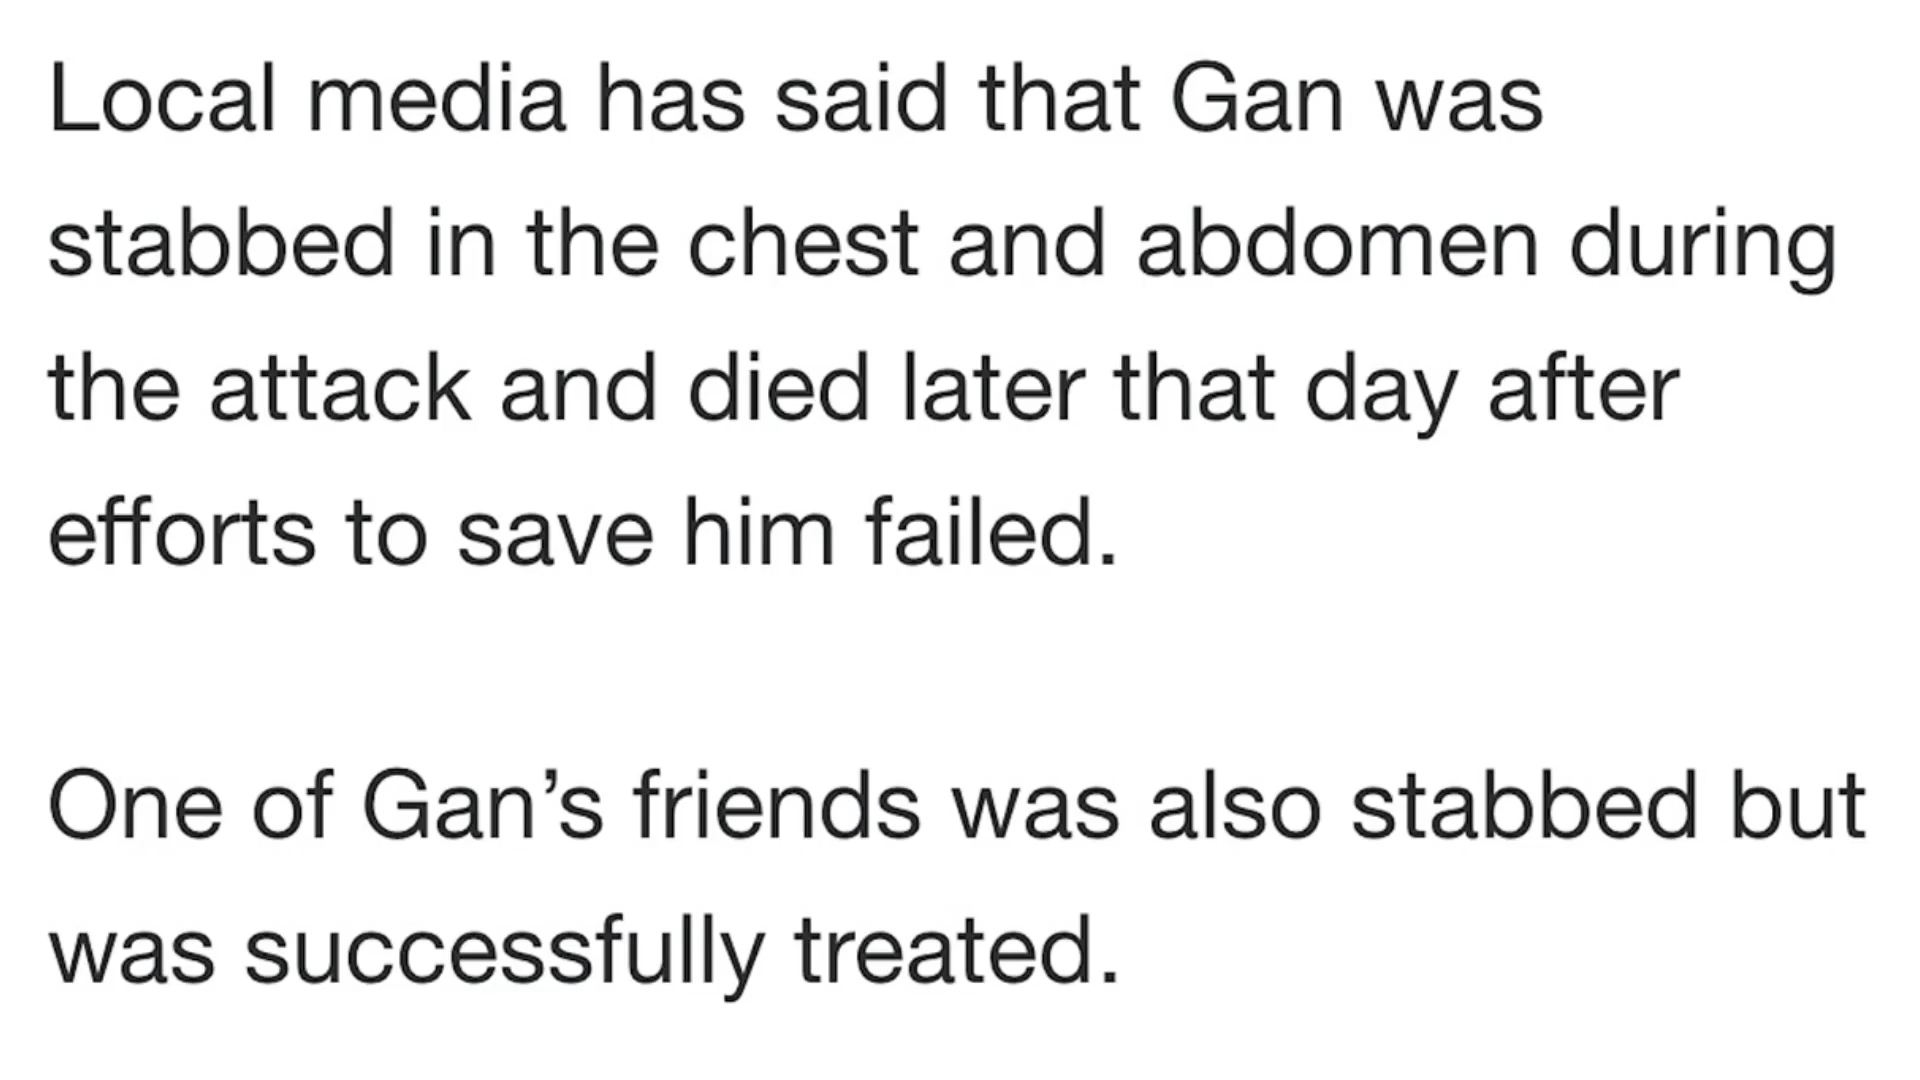 Local media has said that Gan was
stabbed in the chest and abdomen during
the attack and died later that day after
efforts to save him failed.
One of Gan’s friends was also stabbed but
was successfully treated.